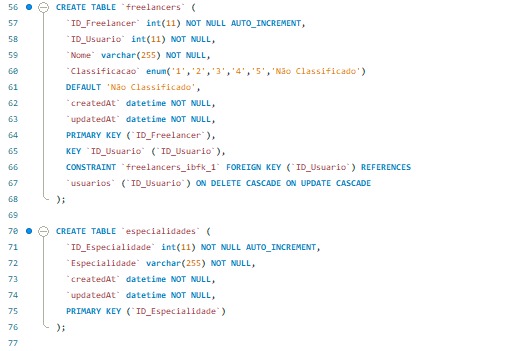 56 CREATE TABLE `freelancers` (
57 `ID_Freelancer` int(11) NOT NULL AUTO_INCREMENT,
58 `ID_Usuario` int(11) NOT NULL,
59 `Nome` varchar(255) NOT NULL,
60 `Classificacao` enum('1','2','3','4','5','Não Classificado')
61 DEFAULT 'Não Classificado',
62 `createdAt` datetime NOT NULL,
63 `updatedAt` datetime NOT NULL,
64 PRIMARY KEY (`ID_Freelancer`),
65 KEY `ID_Usuario` (`ID_Usuario`),
66 CONSTRAINT `freelancers_ibfk_1` FOREIGN KEY (`ID_Usuario`) REFERENCES
67 `usuarios` (`ID_Usuario`) ON DELETE CASCADE ON UPDATE CASCADE
68 );
69
70 CREATE TABLE `especialidades` (
71 `ID_Especialidade` int(11) NOT NULL AUTO_INCREMENT,
72 `Especialidade` varchar(255) NOT NULL,
73 `createdAt` datetime NOT NULL,
74 `updatedAt` datetime NOT NULL,
75 PRIMARY KEY (`ID_Especialidade`)
76 );
77